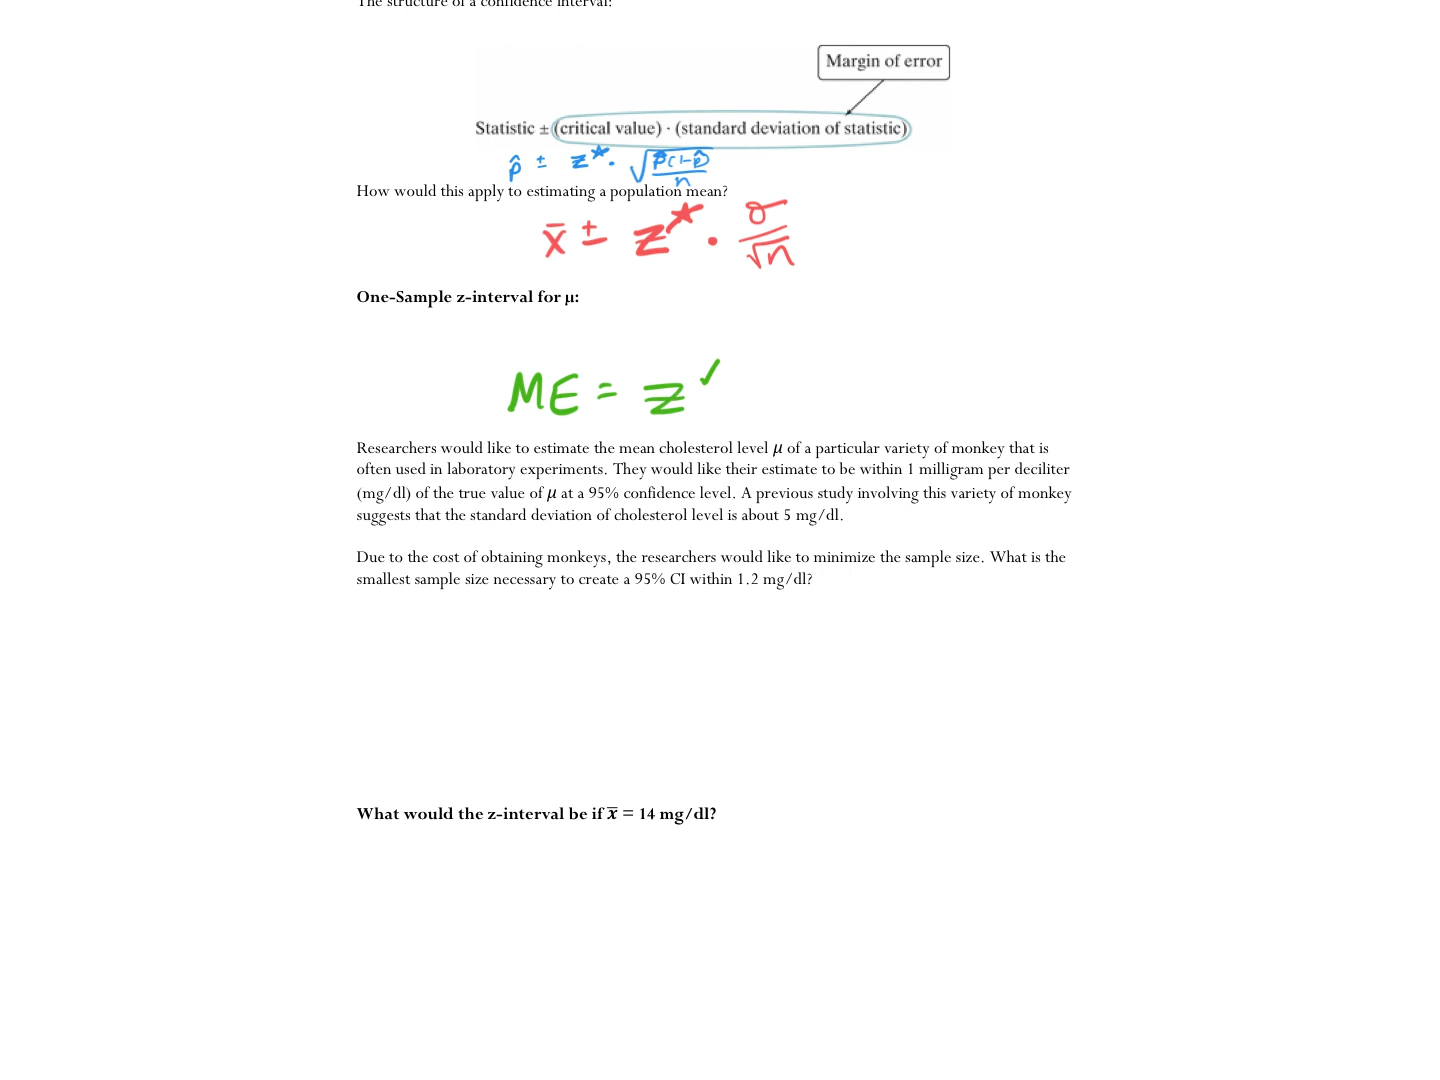 The structure of a confidence interval:
Margin of error
Statistic ± (critical value) · (standard deviation of statistic)
p̂ ± z* · √p̂(1-p̂)/n
How would this apply to estimating a population mean?
x̄ ± z* · σ/√n
One-Sample z-interval for μ:
ME = z
Researchers would like to estimate the mean cholesterol level μ of a particular variety of monkey that is
often used in laboratory experiments. They would like their estimate to be within 1 milligram per deciliter
(mg/dl) of the true value of μ at a 95% confidence level. A previous study involving this variety of monkey
suggests that the standard deviation of cholesterol level is about 5 mg/dl.
Due to the cost of obtaining monkeys, the researchers would like to minimize the sample size. What is the
smallest sample size necessary to create a 95% CI within 1.2 mg/dl?
What would the z-interval be if x̄ = 14 mg/dl?